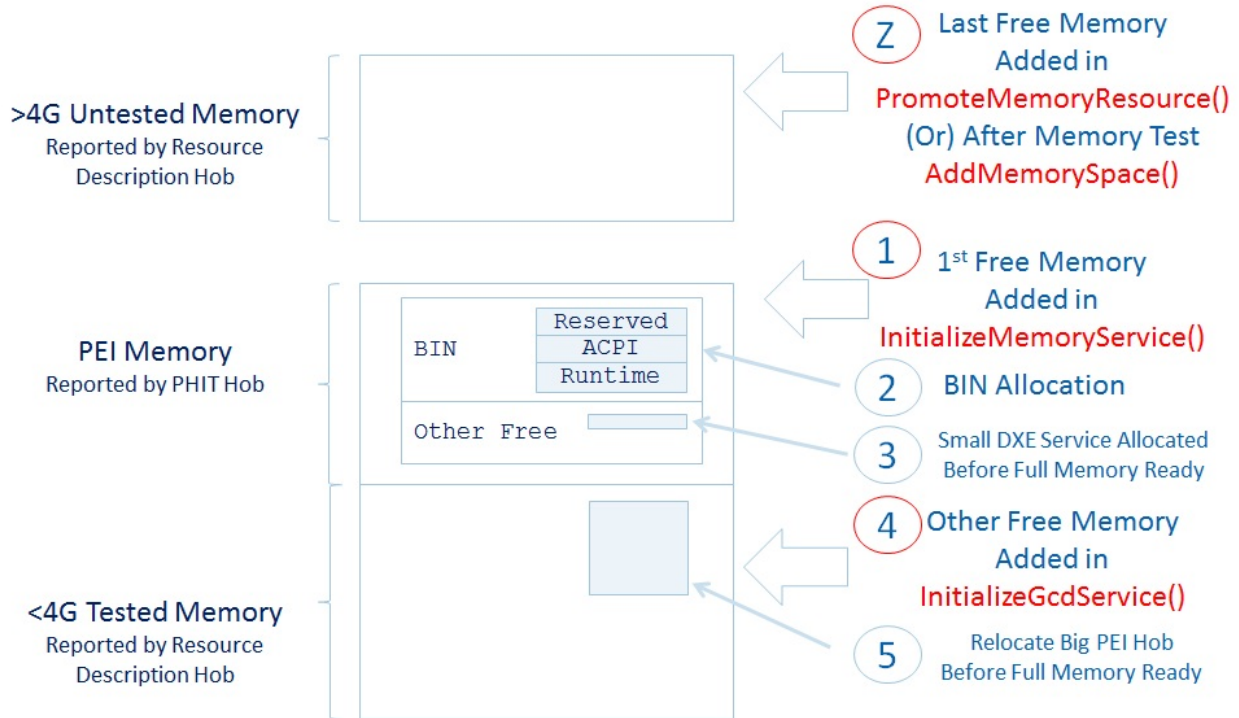 >4G Untested Memory
Reported by Resource
Description Hob
PEI Memory
Reported by PHIT Hob
<4G Tested Memory
Reported by Resource
Description Hob
BIN
Reserved
ACPI
Runtime
Other Free
Z
Last Free Memory
Added in
PromoteMemoryResource()
(Or) After Memory Test
AddMemorySpace()
1
1st Free Memory
Added in
InitializeMemoryService()
2
BIN Allocation
3
Small DXE Service Allocated
Before Full Memory Ready
4
Other Free Memory
Added in
InitializeGcdService()
5
Relocate Big PEI Hob
Before Full Memory Ready